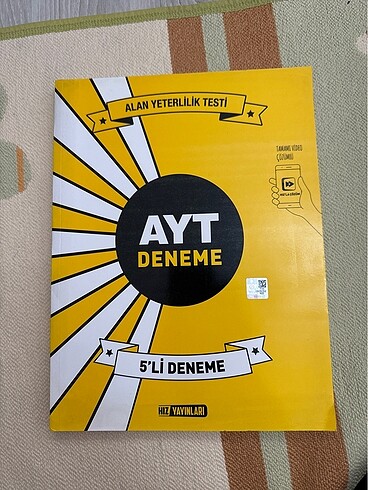 ALAN YETERLİLİK TESTİ
TAMAMI VİDEO
ÇÖZÜMLÜ
AYT
DENEME
5'Lİ DENEME
HIZ YAYINLARI